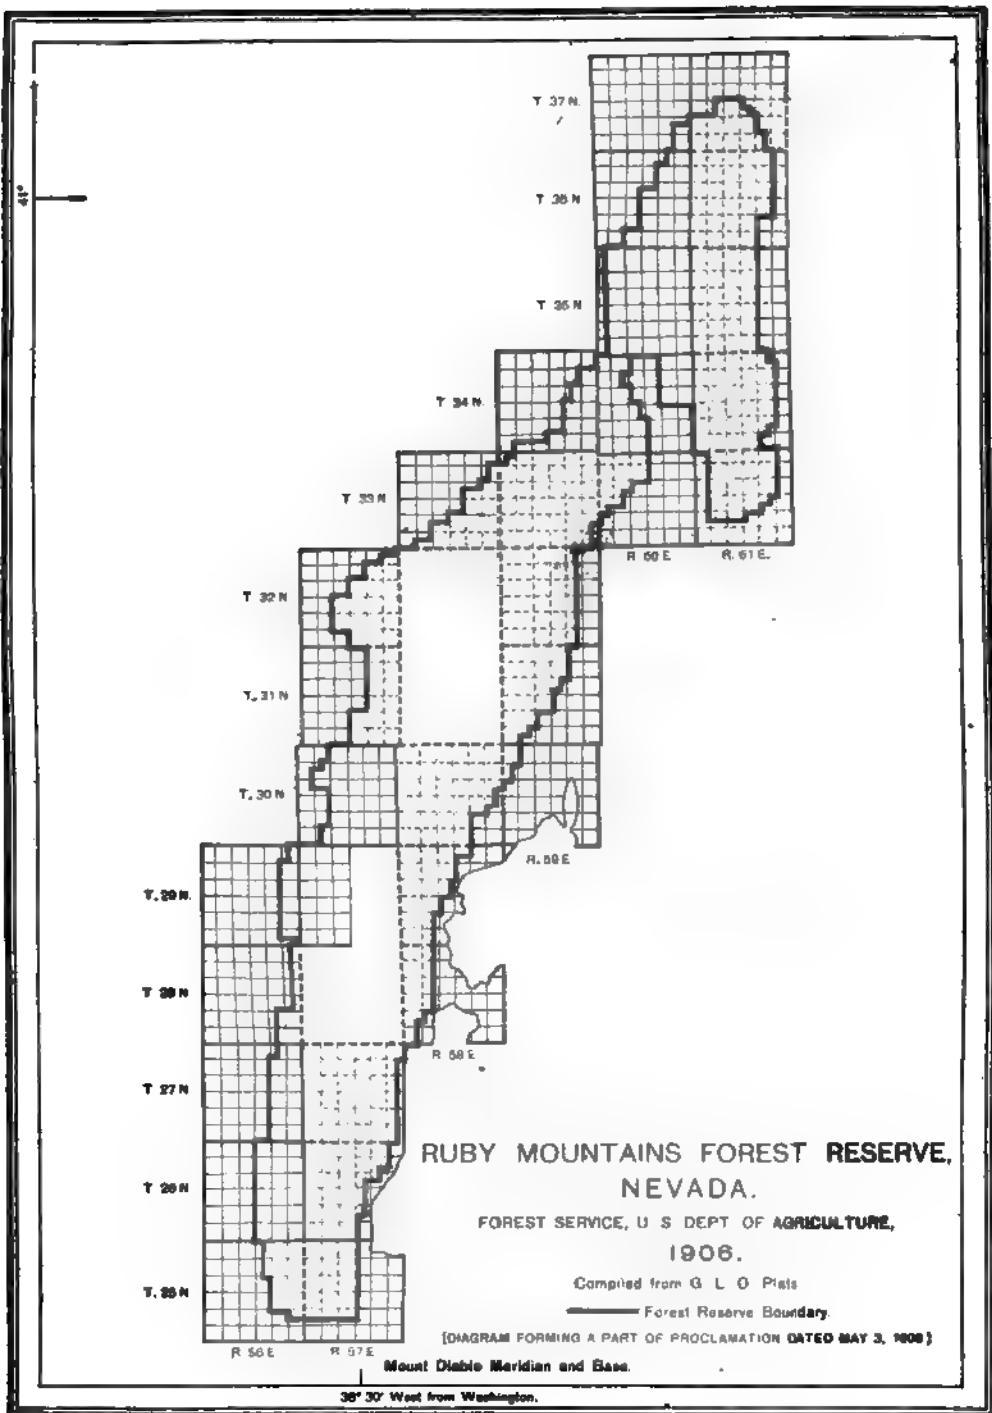 T 37 N.
41°
T 36 N
T 35 N
T 34 N.
T 33 N
R 60 E
R. 61 E.
T 32 N
T. 31 N
T. 30 N
R. 59 E
T. 29 N.
T 28 N
R 58 E
T 27 N
RUBY MOUNTAINS FOREST RESERVE,
NEVADA.
T 26 N
FOREST SERVICE, U S DEPT OF AGRICULTURE,
1906.
Compiled from G L O Plats
T. 25 N
Forest Reserve Boundary.
[DIAGRAM FORMING A PART OF PROCLAMATION DATED MAY 3, 1906]
R 56 E
R 57 E
Mount Diablo Meridian and Base.
38° 30' West from Washington.